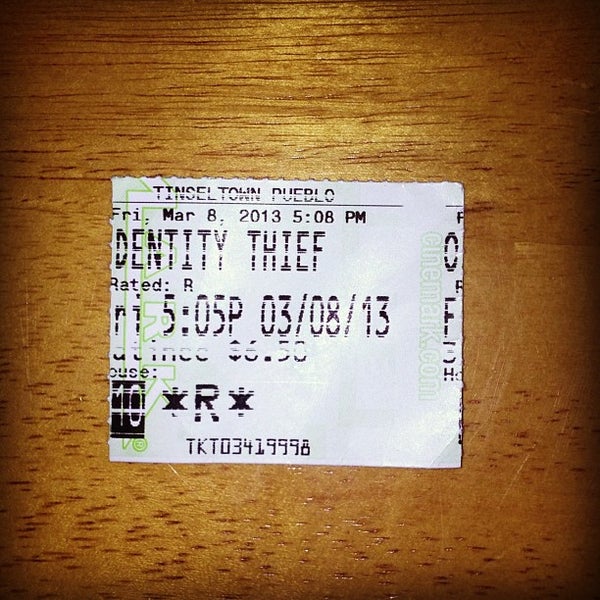 TINSELTOWN PUEBLO
Fri, Mar 8, 2013 5:08 PM
DENTITY THIEF
Rated: R
ri 5:05P 03/08/13
atinee $6.50
ouse:
10 *R*
TKT03419998
cinemark.com